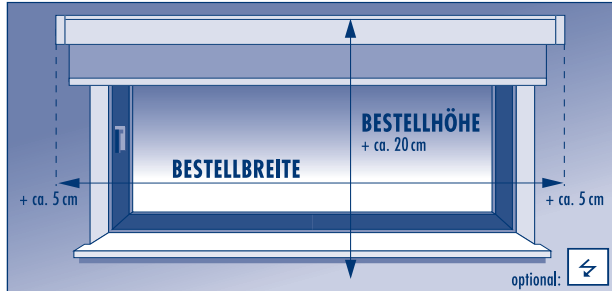 BESTELLHÖHE
+ ca. 20 cm
BESTELLBREITE
+ ca. 5 cm
+ ca. 5 cm
optional: